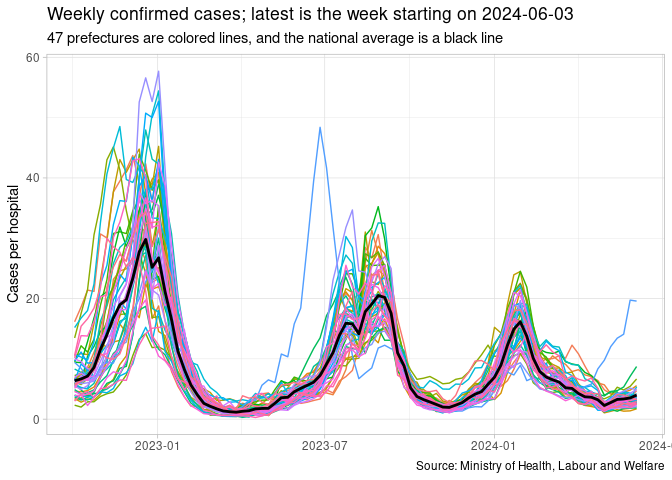 Weekly confirmed cases; latest is the week starting on 2024-06-03
47 prefectures are colored lines, and the national average is a black line
Cases per hospital
60
40
20
0
2023-01
2023-07
2024-01
2024-
Source: Ministry of Health, Labour and Welfare